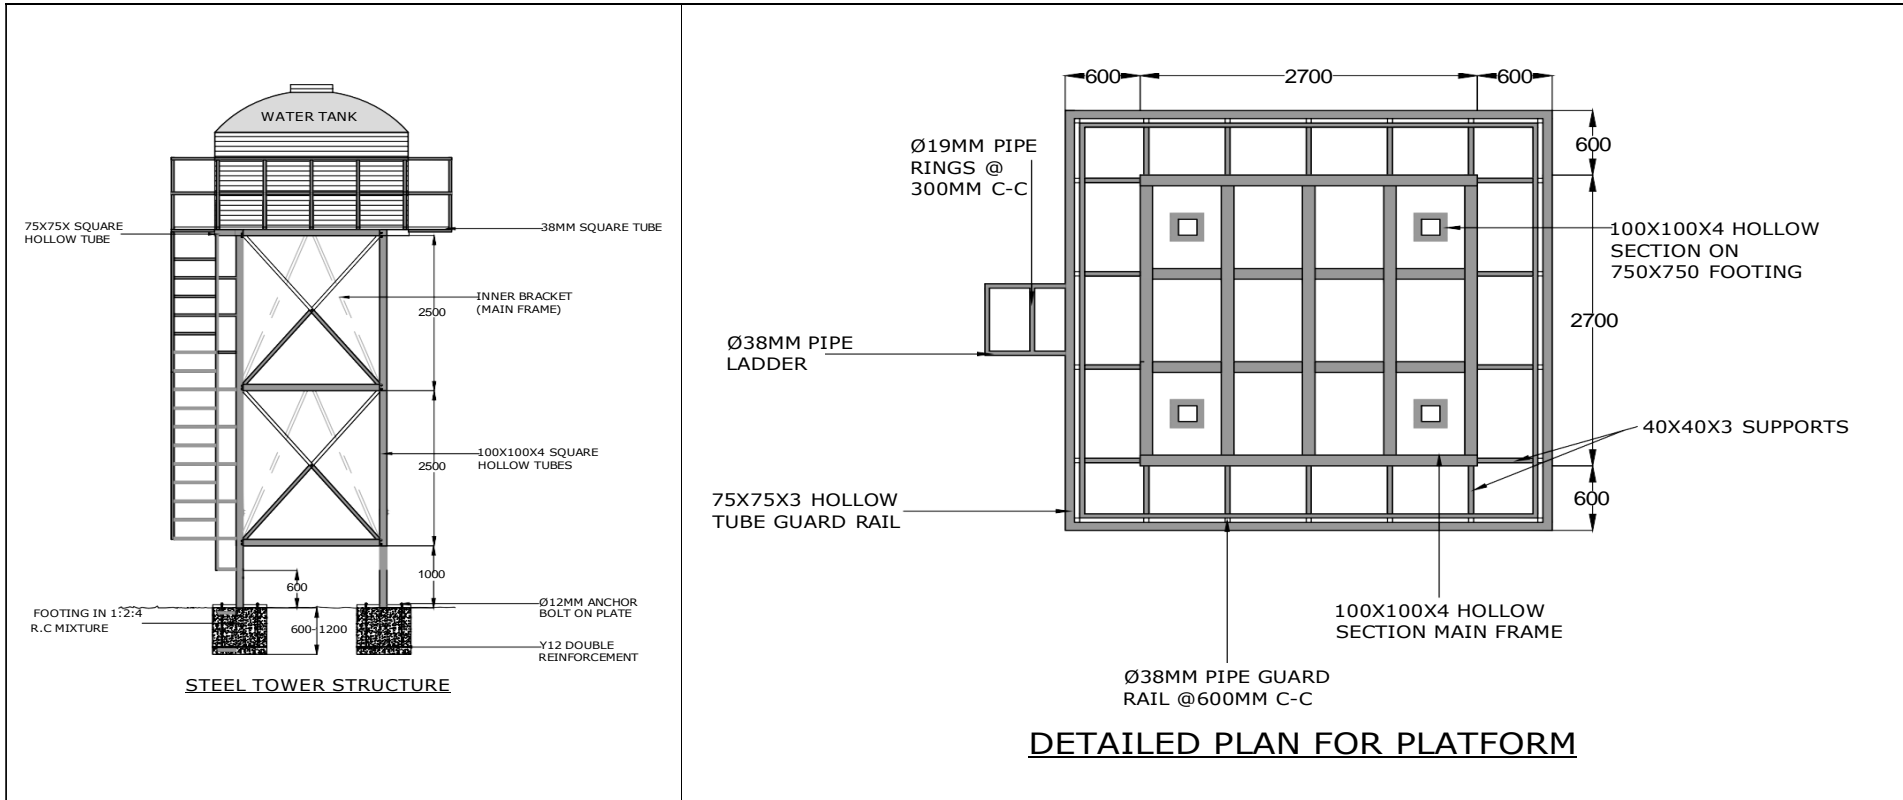 WATER TANK
75X75X SQUARE
HOLLOW TUBE
38MM SQUARE TUBE
INNER BRACKET
(MAIN FRAME)
2500
100X100X4 SQUARE
HOLLOW TUBES
2500
1000
600
FOOTING IN 1:2:4
R.C MIXTURE
600-1200
Ø12MM ANCHOR
BOLT ON PLATE
Y12 DOUBLE
REINFORCEMENT
STEEL TOWER STRUCTURE
600
2700
600
Ø19MM PIPE
RINGS @
300MM C-C
600
100X100X4 HOLLOW
SECTION ON
750X750 FOOTING
2700
Ø38MM PIPE
LADDER
40X40X3 SUPPORTS
75X75X3 HOLLOW
TUBE GUARD RAIL
600
100X100X4 HOLLOW
SECTION MAIN FRAME
Ø38MM PIPE GUARD
RAIL @600MM C-C
DETAILED PLAN FOR PLATFORM